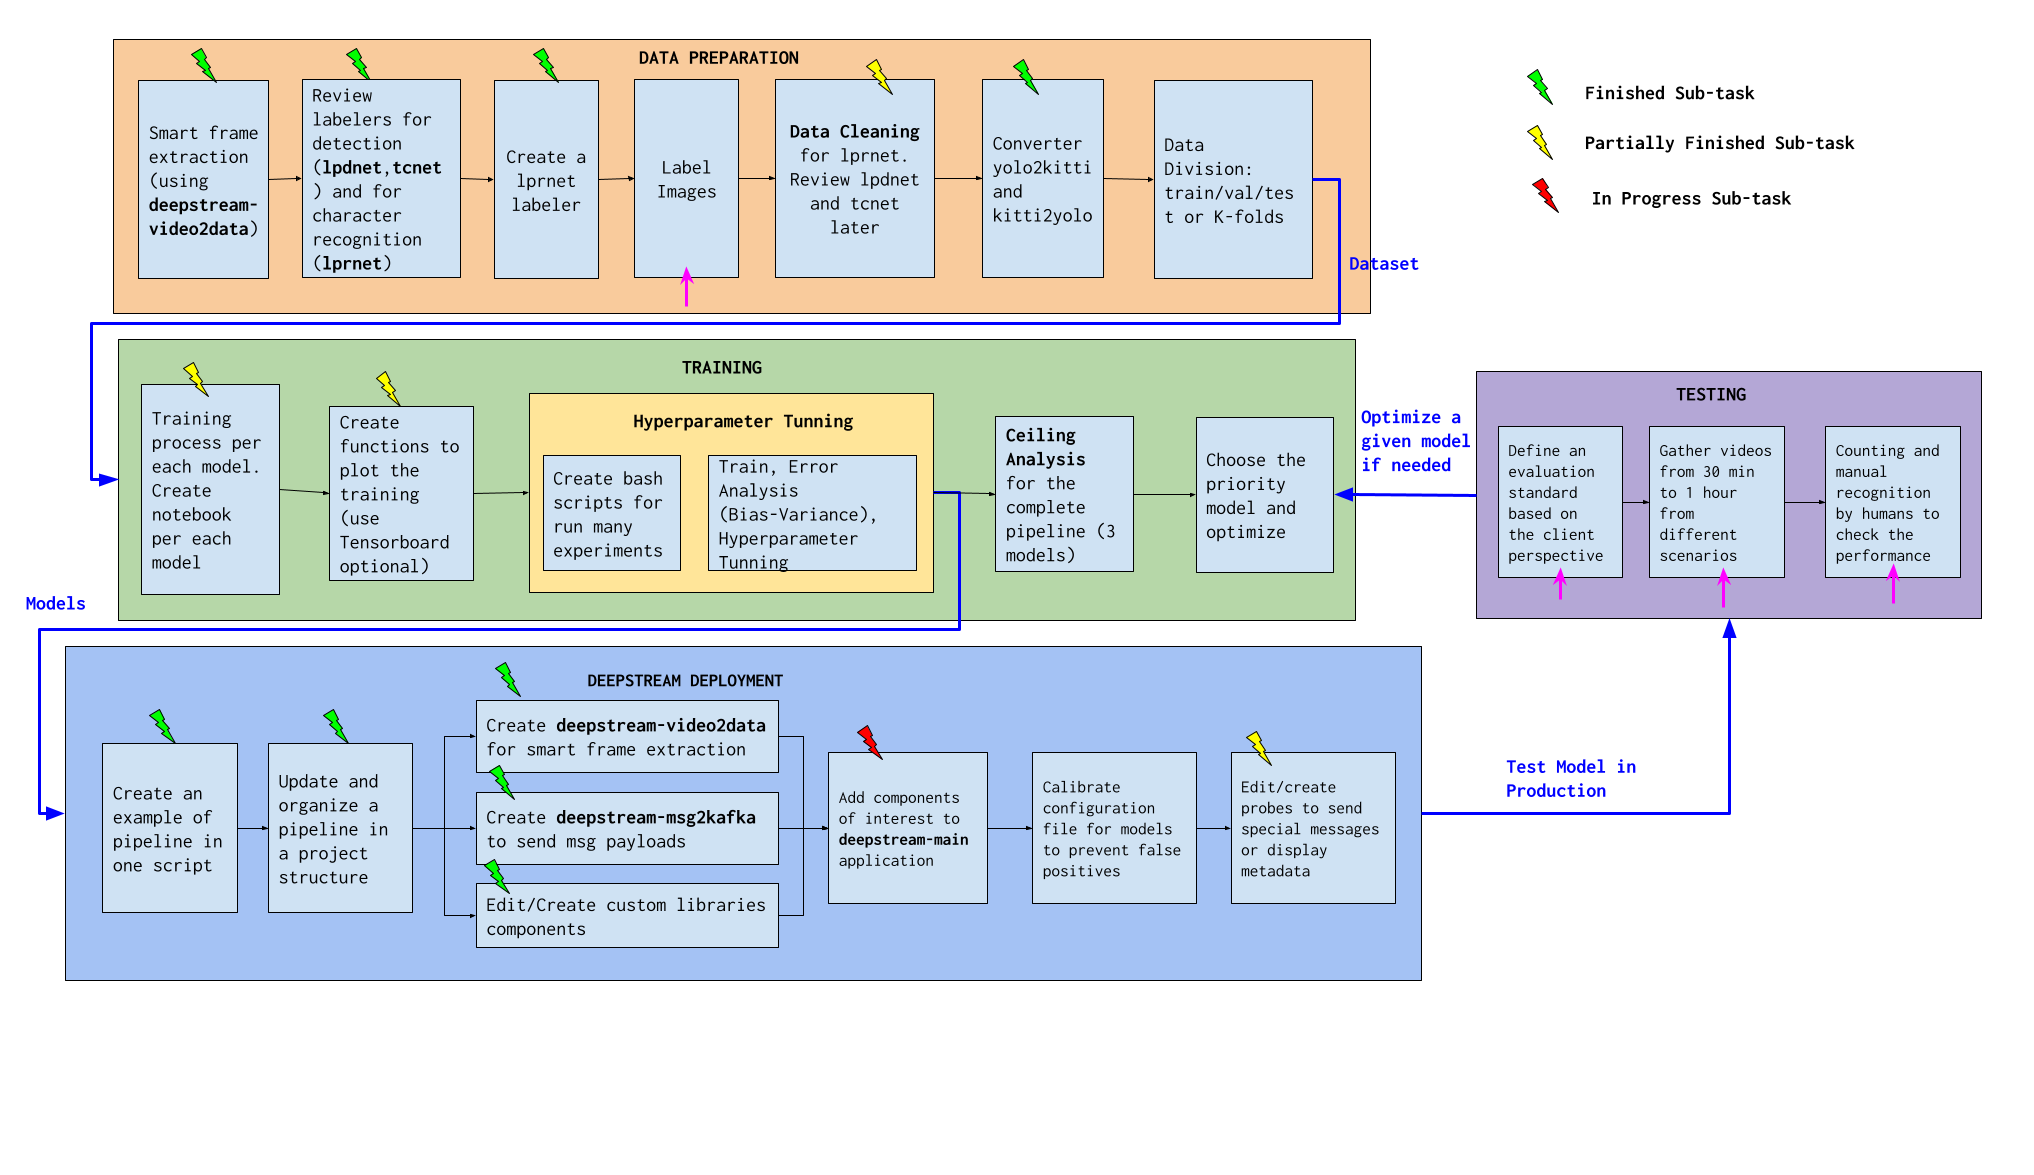 DATA PREPARATION
Smart frame
extraction
(using
deepstream-
video2data)
Review
labelers for
detection
(lpdnet,tcnet
) and for
character
recognition
(lprnet)
Create a
lprnet
labeler
Label
Images
Data Cleaning
for lprnet.
Review lpdnet
and tcnet
later
Converter
yolo2kitti
and
kitti2yolo
Data
Division:
train/val/tes
t or K-folds
Finished Sub-task
Partially Finished Sub-task
In Progress Sub-task
Dataset
TRAINING
Training
process per
each model.
Create
notebook
per each
model
Create
functions to
plot the
training
(use
Tensorboard
optional)
Hyperparameter Tunning
Create bash
scripts for
run many
experiments
Train, Error
Analysis
(Bias-Variance),
Hyperparameter
Tunning
Ceiling
Analysis
for the
complete
pipeline (3
models)
Choose the
priority
model and
optimize
Optimize a
given model
if needed
TESTING
Define an
evaluation
standard
based on
the client
perspective
Gather videos
from 30 min
to 1 hour
from
different
scenarios
Counting and
manual
recognition
by humans to
check the
performance
Models
DEEPSTREAM DEPLOYMENT
Create an
example of
pipeline in
one script
Update and
organize a
pipeline in
a project
structure
Create deepstream-video2data
for smart frame extraction
Create deepstream-msg2kafka
to send msg payloads
Edit/Create custom libraries
components
Add components
of interest to
deepstream-main
application
Calibrate
configuration
file for models
to prevent false
positives
Edit/create
probes to send
special messages
or display
metadata
Test Model in
Production